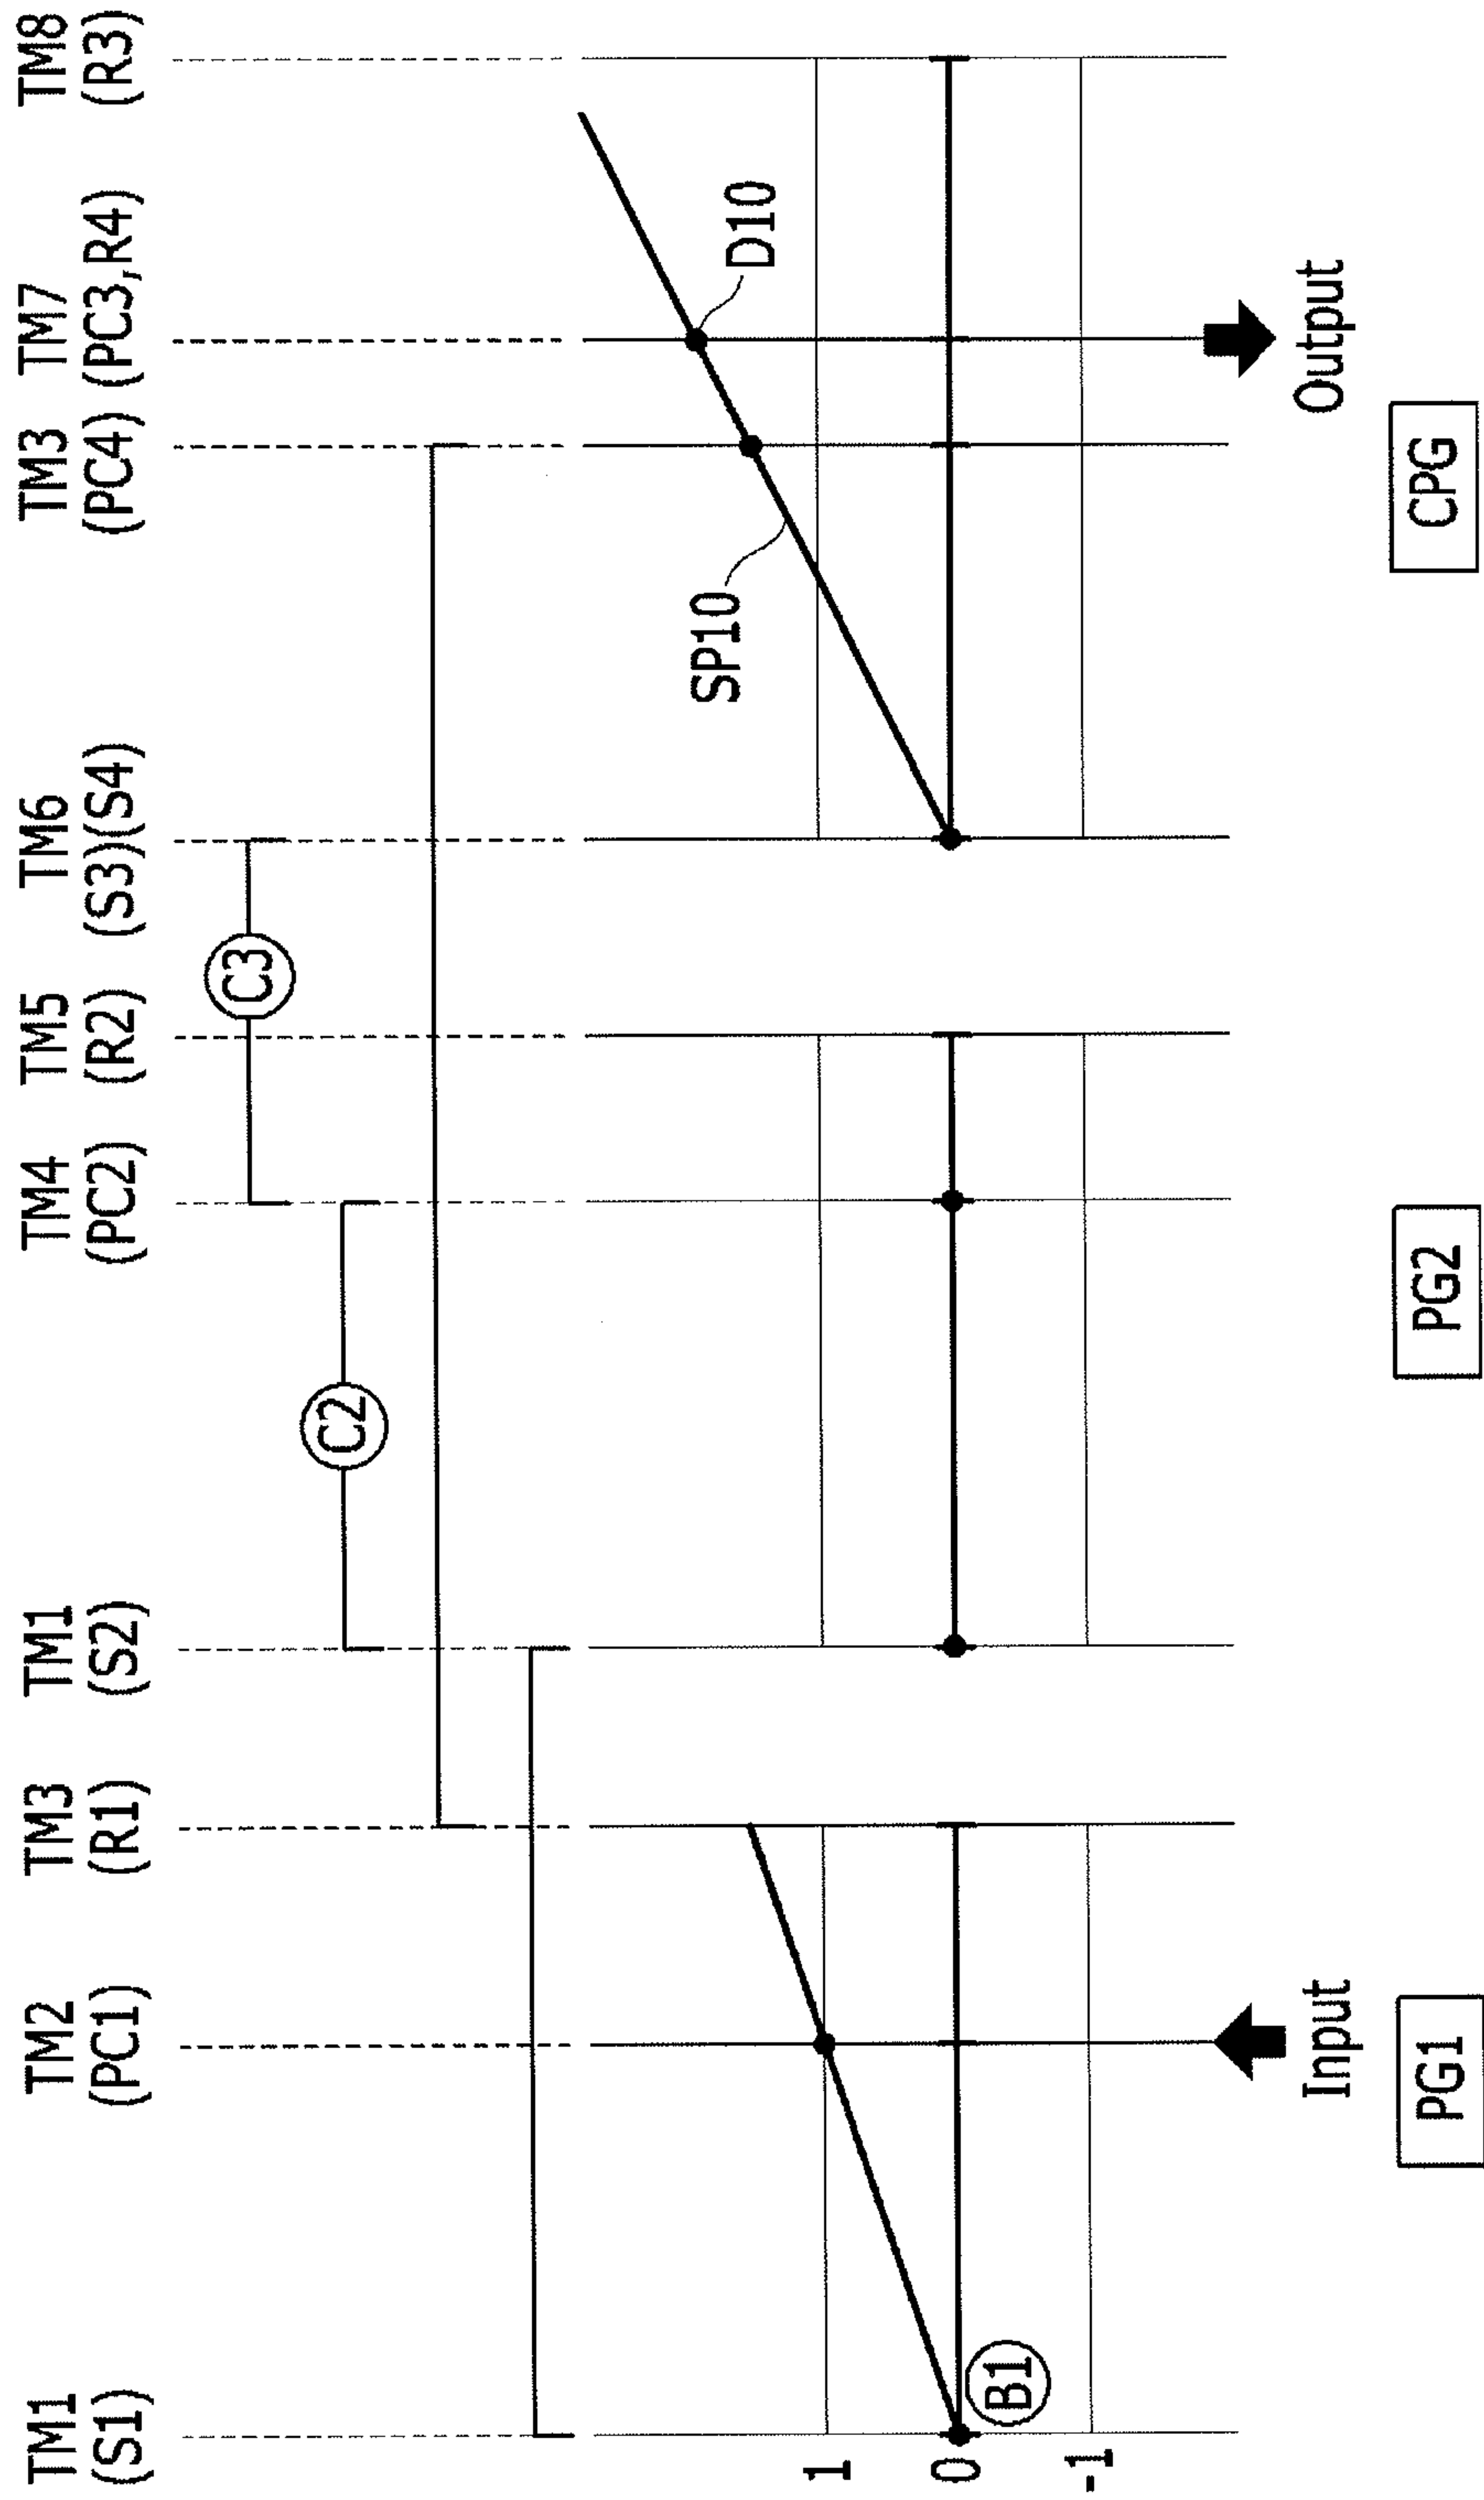 TM1 TM2 TM3 TM1 TM4 TM5 TM6 TM3 TM7 TM8
(S1) (PC1) (R1) (S2) (PC2) (R2) (S3)(S4) (PC4) (PC3,R4) (R3)
C3
C2
SP10
D10
1
0
-1
B1
Input
Output
PG1 PG2 CPG